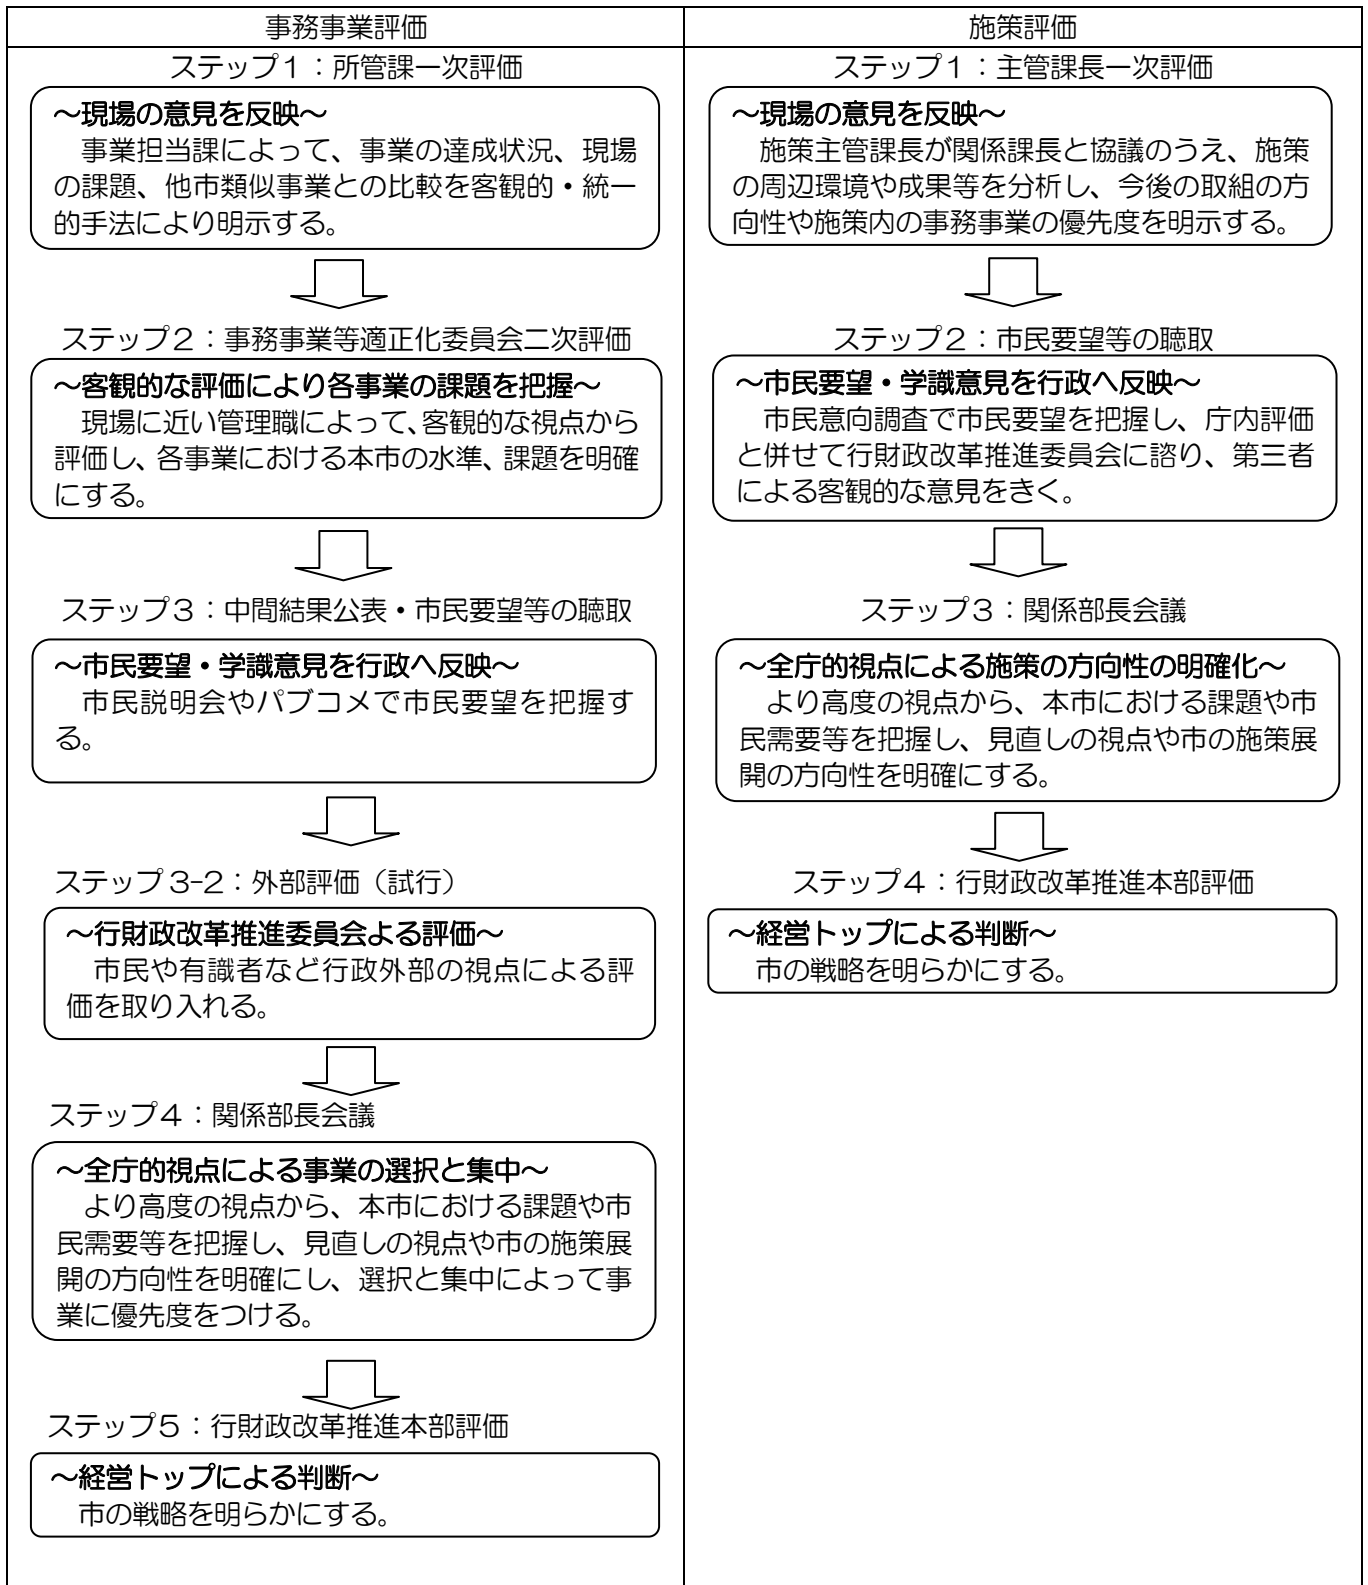 事務事業評価
ステップ1：所管課一次評価
～現場の意見を反映～
事業担当課によって、事業の達成状況、現場
の課題、他市類似事業との比較を客観的・統一
的手法により明示する。
ステップ2：事務事業等適正化委員会二次評価
～客観的な評価により各事業の課題を把握～
現場に近い管理職によって、客観的な視点から
評価し、各事業における本市の水準、課題を明確
にする。
ステップ3：中間結果公表・市民要望等の聴取
～市民要望・学識意見を行政へ反映～
市民説明会やパブコメで市民要望を把握す
る。
ステップ3-2：外部評価（試行）
～行財政改革推進委員会よる評価～
市民や有識者など行政外部の視点による評
価を取り入れる。
ステップ4：関係部長会議
～全庁的視点による事業の選択と集中～
より高度の視点から、本市における課題や市
民需要等を把握し、見直しの視点や市の施策展
開の方向性を明確にし、選択と集中によって事
業に優先度をつける。
ステップ5：行財政改革推進本部評価
～経営トップによる判断～
市の戦略を明らかにする。
施策評価
ステップ1：主管課長一次評価
～現場の意見を反映～
施策主管課長が関係課長と協議のうえ、施策
の周辺環境や成果等を分析し、今後の取組の方
向性や施策内の事務事業の優先度を明示する。
ステップ2：市民要望等の聴取
～市民要望・学識意見を行政へ反映～
市民意向調査で市民要望を把握し、庁内評価
と併せて行財政改革推進委員会に諮り、第三者
による客観的な意見をきく。
ステップ3：関係部長会議
～全庁的視点による施策の方向性の明確化～
より高度の視点から、本市における課題や市
民需要等を把握し、見直しの視点や市の施策展
開の方向性を明確にする。
ステップ4：行財政改革推進本部評価
～経営トップによる判断～
市の戦略を明らかにする。